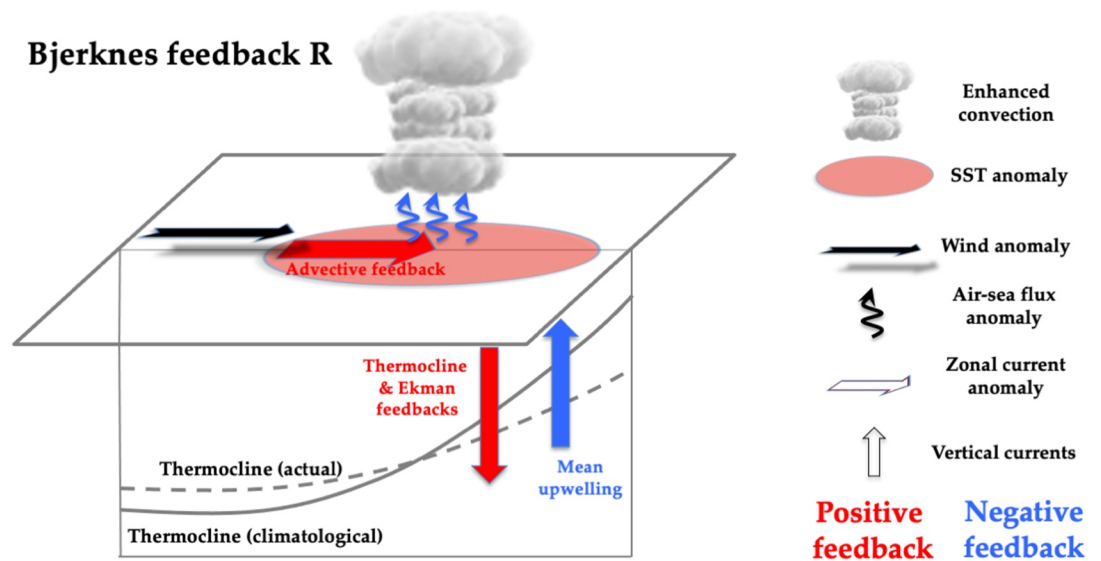 Bjerknes feedback R
Advective feedback
Thermocline
& Ekman
feedbacks
Thermocline (actual)
Mean
upwelling
Thermocline (climatological)
Enhanced
convection
SST anomaly
Wind anomaly
Air-sea flux
anomaly
Zonal current
anomaly
Vertical currents
Positive
feedback
Negative
feedback